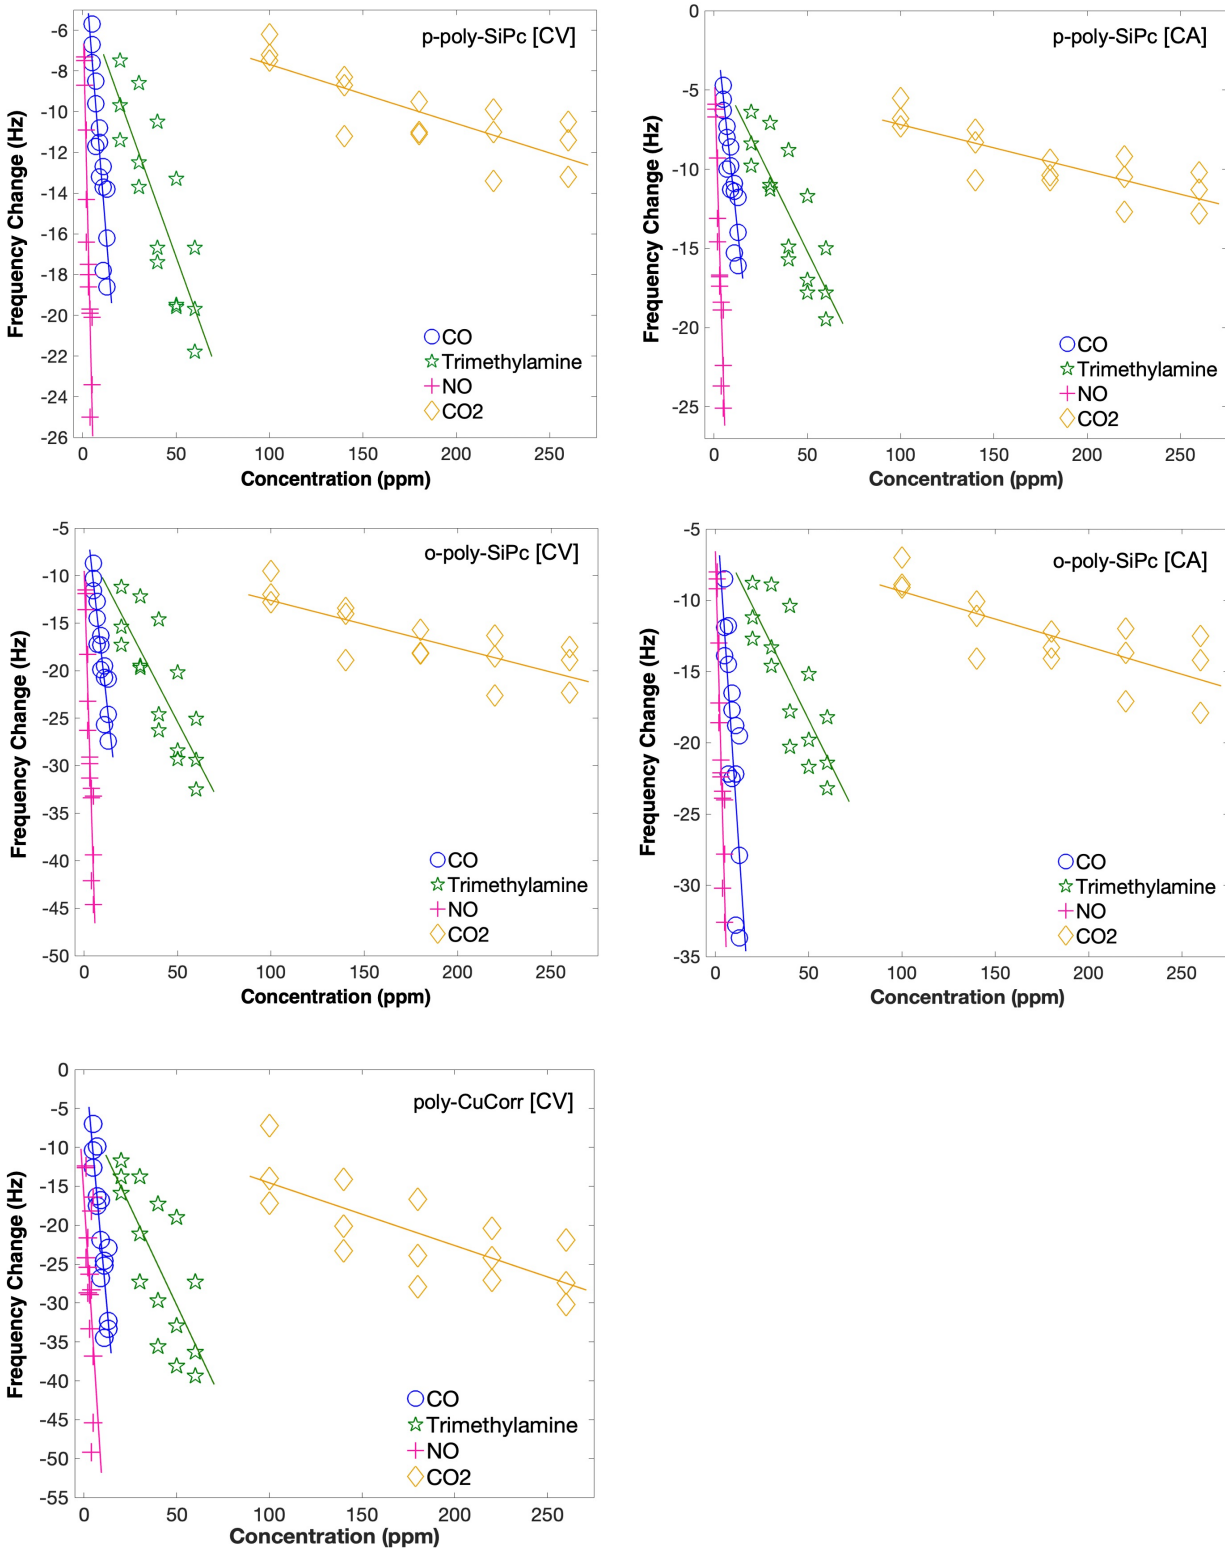 p-poly-SiPc [CV]
-6
-8
-10
-12
-14
-16
-18
-20
-22
-24
-26
Frequency Change (Hz)
CO
Trimethylamine
NO
CO2
0 50 100 150 200 250
Concentration (ppm)
p-poly-SiPc [CA]
0
-5
-10
-15
-20
-25
Frequency Change (Hz)
CO
Trimethylamine
NO
CO2
0 50 100 150 200 250
Concentration (ppm)
o-poly-SiPc [CV]
-5
-10
-15
-20
-25
-30
-35
-40
-45
-50
Frequency Change (Hz)
CO
Trimethylamine
NO
CO2
0 50 100 150 200 250
Concentration (ppm)
o-poly-SiPc [CA]
-5
-10
-15
-20
-25
-30
-35
Frequency Change (Hz)
CO
Trimethylamine
NO
CO2
0 50 100 150 200 250
Concentration (ppm)
poly-CuCorr [CV]
0
-5
-10
-15
-20
-25
-30
-35
-40
-45
-50
-55
Frequency Change (Hz)
CO
Trimethylamine
NO
CO2
0 50 100 150 200 250
Concentration (ppm)